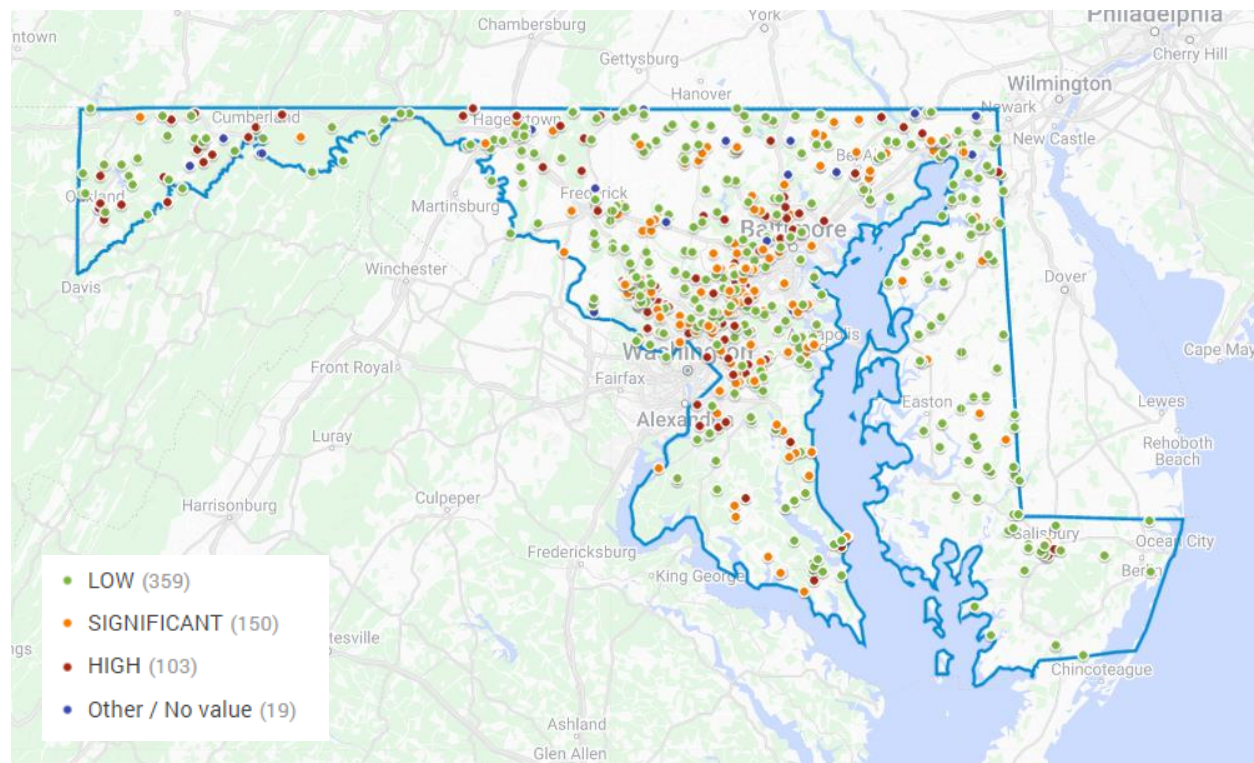 Philadelphia
York
Chambersburg
ntown
Cherry Hill
Gettysburg
Wilmington
Hanover
Newark
Cumberland
Hagerstown
New Castle
Bel Air
Oakland
Frederick
Martinsburg
Baltimore
Winchester
Dover
Davis
Annapolis
Washington
Cape May
Front Royal
Fairfax
Easton
Lewes
Alexandria
Luray
Rehoboth
Beach
Culpeper
Harrisonburg
Salisbury
Ocean City
Fredericksburg
Berlin
King George
LOW (359)
SIGNIFICANT (150)
tesville
ngs
HIGH (103)
Chincoteague
Other / No value (19)
Ashland
Glen Allen